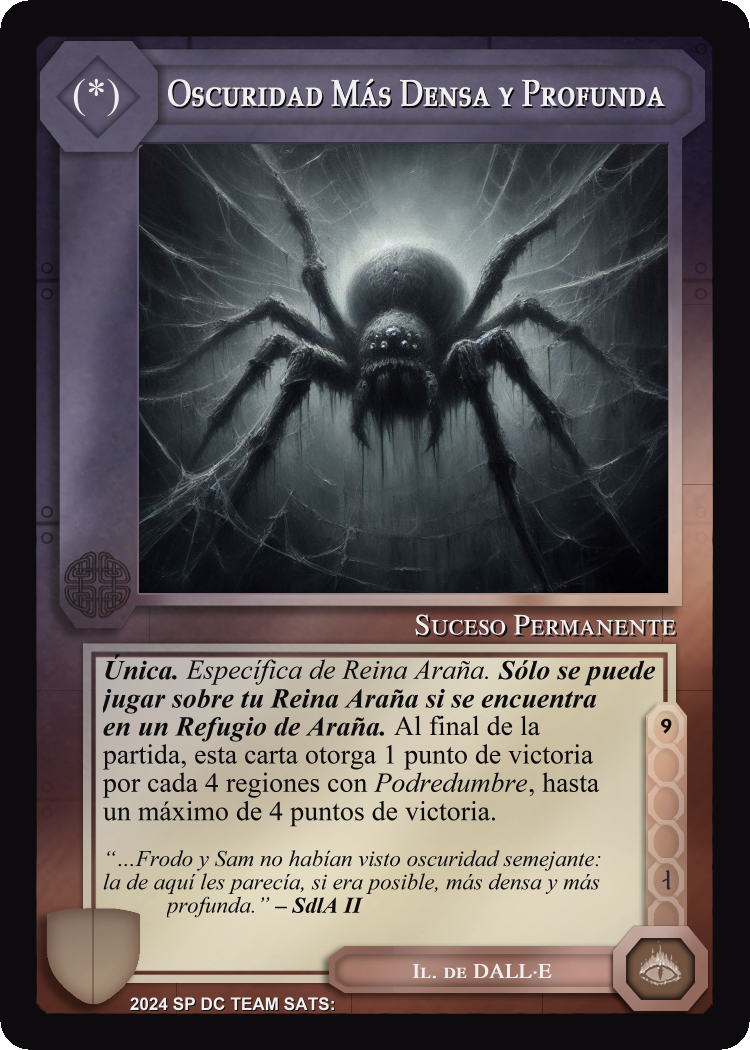 (*)
Oscuridad Más Densa y Profunda
Suceso Permanente
Única. Específica de Reina Araña. Sólo se puede
jugar sobre tu Reina Araña si se encuentra
en un Refugio de Araña. Al final de la
partida, esta carta otorga 1 punto de victoria
por cada 4 regiones con Podredumbre, hasta
un máximo de 4 puntos de victoria.
9
“...Frodo y Sam no habían visto oscuridad semejante:
la de aquí les parecía, si era posible, más densa y más
profunda.” – SdlA II
Il. de DALL·E
2024 SP DC TEAM SATS: